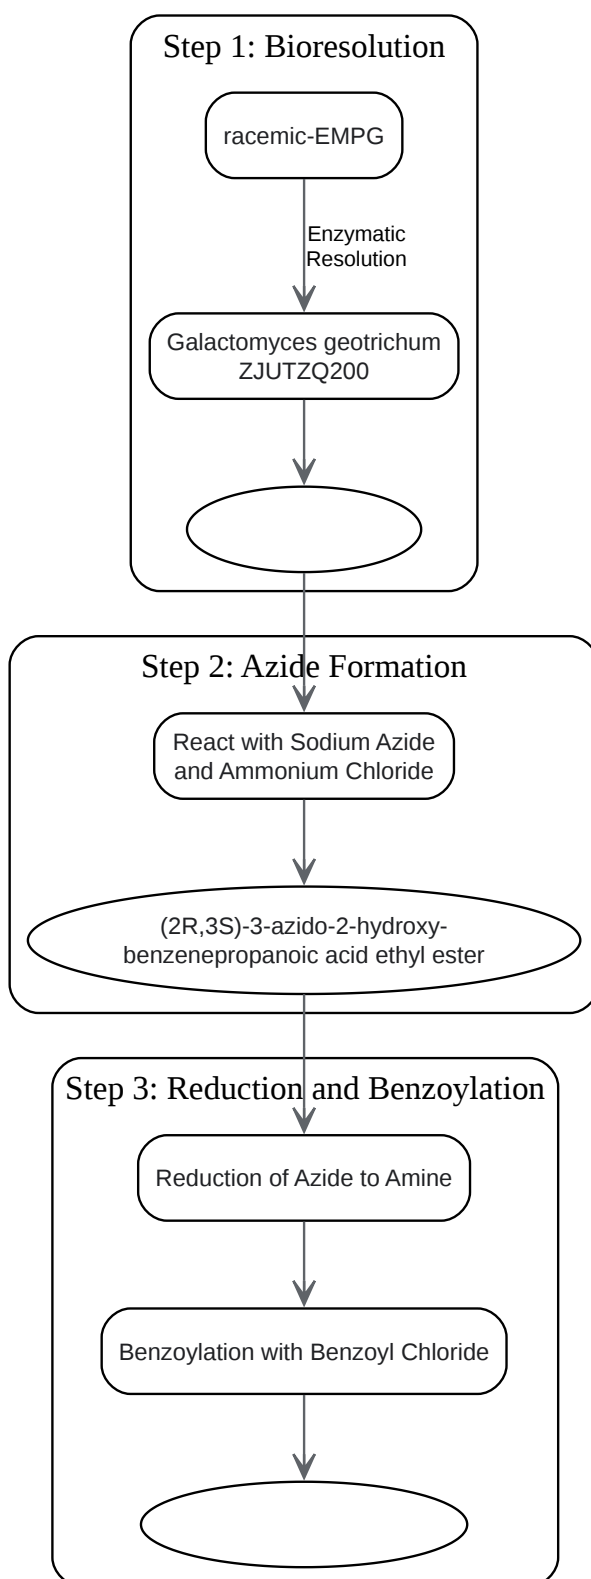 Step 1: Bioresolution
racemic-EMPG
Enzymatic
Resolution
Galactomyces geotrichum
ZJUTZQ200
Step 2: Azide Formation
React with Sodium Azide
and Ammonium Chloride
(2R,3S)-3-azido-2-hydroxy-
benzenepropanoic acid ethyl ester
Step 3: Reduction and Benzoylation
Reduction of Azide to Amine
Benzoylation with Benzoyl Chloride